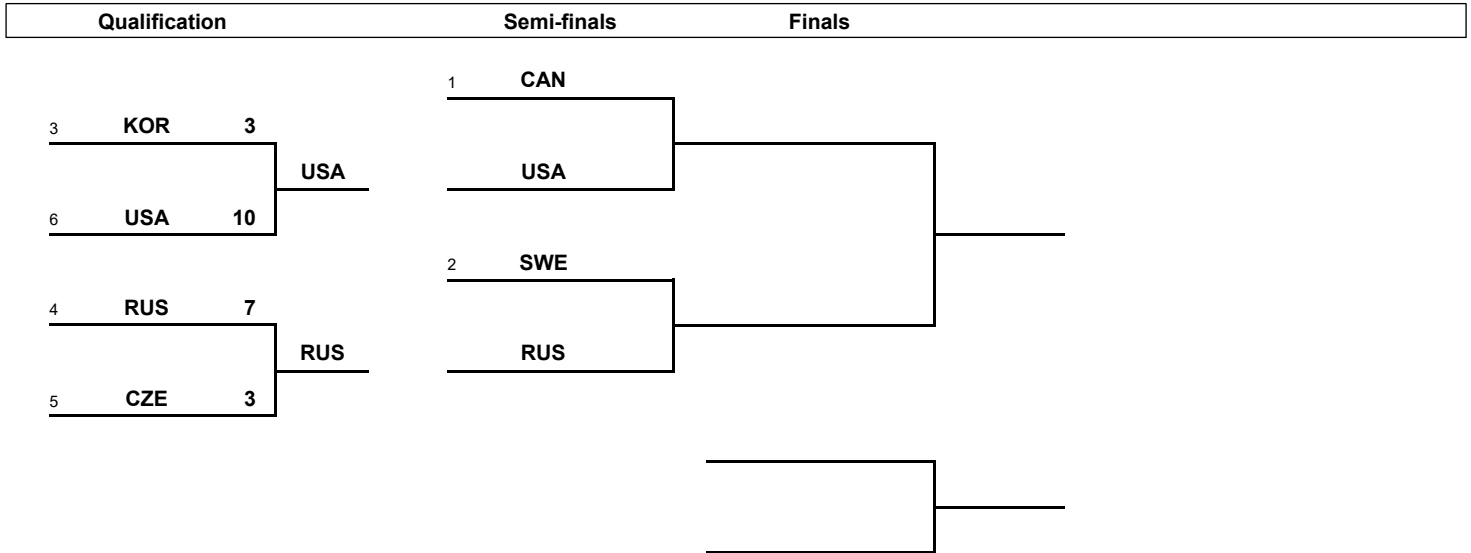 Qualification Semi-finals Finals
1 CAN
3 KOR 3
USA
USA
6 USA 10
2 SWE
4 RUS 7
RUS
RUS
5 CZE 3